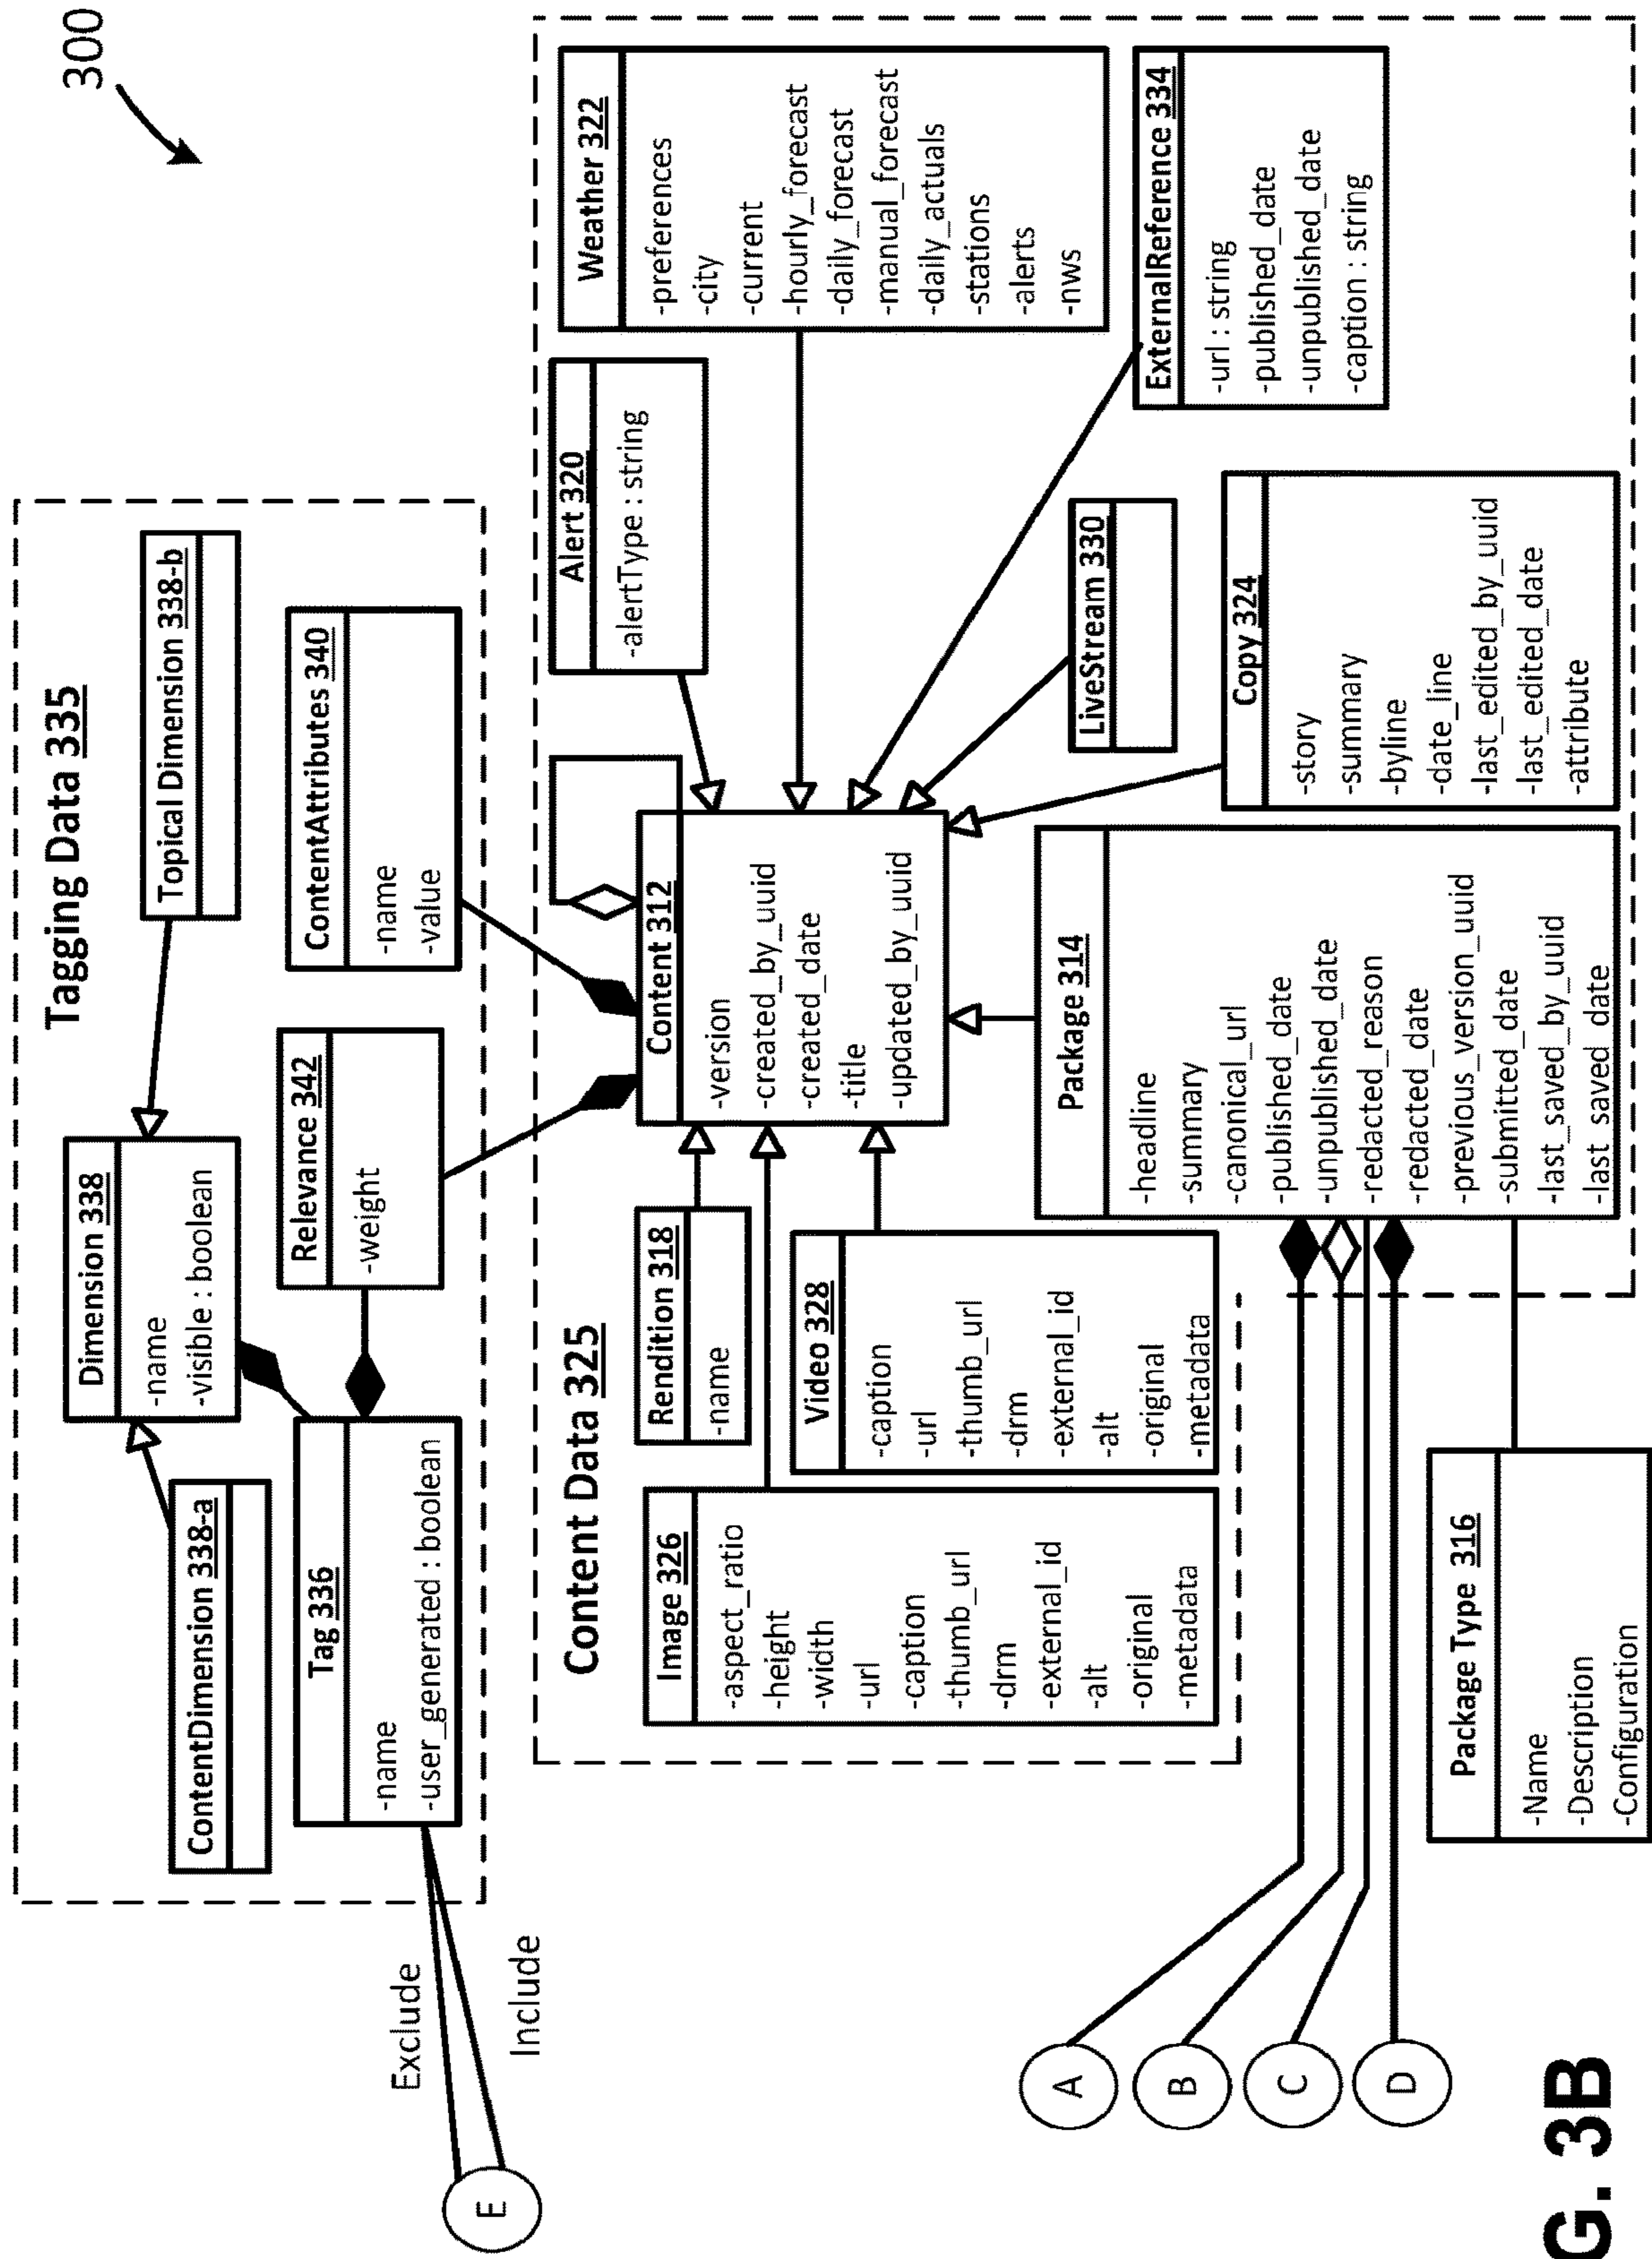 300
Tagging Data 335
Dimension 338
-name
-visible : boolean
Topical Dimension 338-b
ContentDimension 338-a
Tag 336
-name
-user_generated : boolean
Relevance 342
-weight
ContentAttributes 340
-name
-value
Exclude
Include
E
Content Data 325
Content 312
-version
-created_by_uuid
-created_date
-title
-updated_by_uuid
Alert 320
-alertType : string
Weather 322
-preferences
-city
-current
-hourly_forecast
-daily_forecast
-manual_forecast
-daily_actuals
-stations
-alerts
-nws
Rendition 318
-name
Image 326
-aspect_ratio
-height
-width
-url
-caption
-thumb_url
-drm
-external_id
-alt
-original
-metadata
Video 328
-caption
-url
-thumb_url
-drm
-external_id
-alt
-original
-metadata
Package 314
-headline
-summary
-canonical_url
-published_date
-unpublished_date
-redacted_reason
-redacted_date
-previous_version_uuid
-submitted_date
-last_saved_by_uuid
-last_saved_date
LiveStream 330
ExternalReference 334
-url : string
-published_date
-unpublished_date
-caption : string
Copy 324
-story
-summary
-byline
-date_line
-last_edited_by_uuid
-last_edited_date
-attribute
A
B
C
D
Package Type 316
-Name
-Description
-Configuration
G. 3B